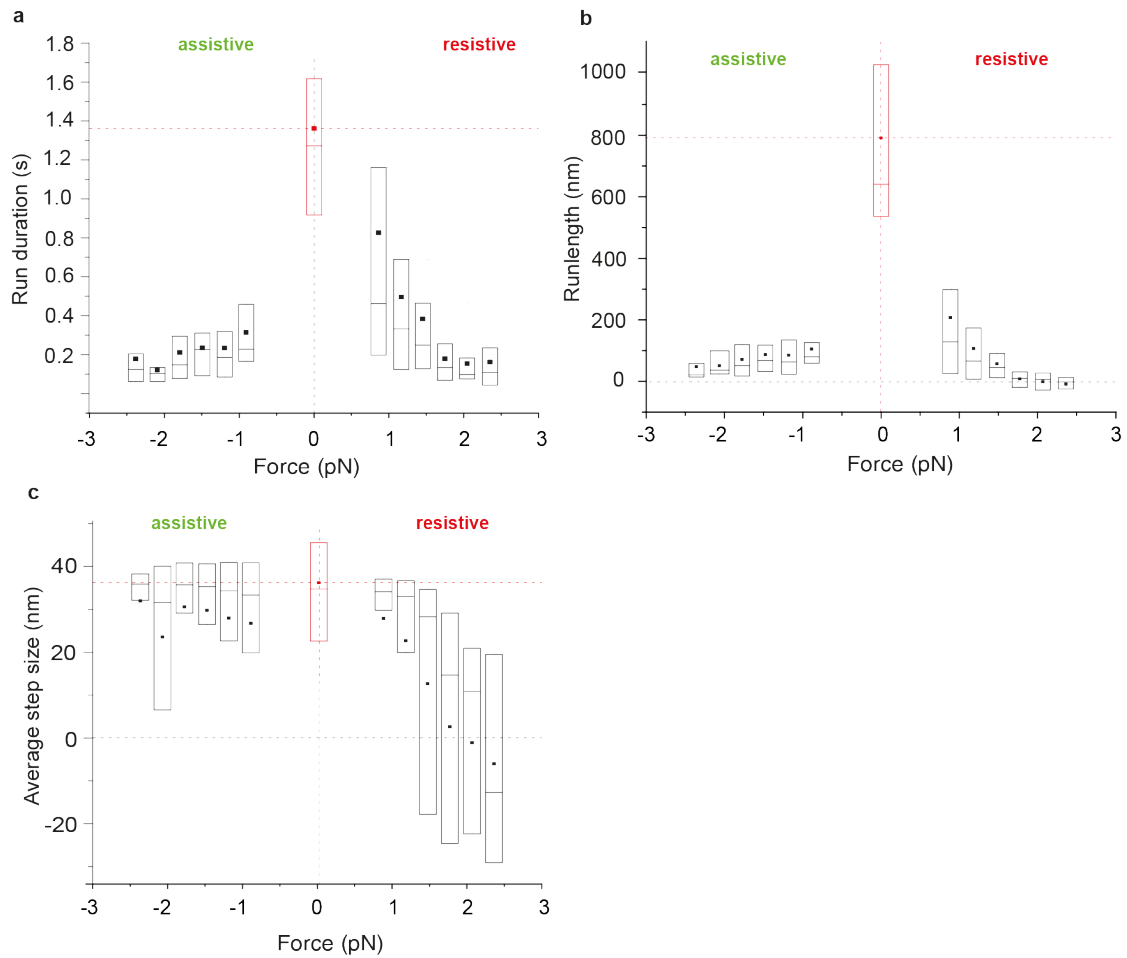 a
assistive
resistive
Run duration (s)
1.8
1.6
1.4
1.2
1.0
0.8
0.6
0.4
0.2
-3
-2
-1
0
1
2
3
Force (pN)
b
assistive
resistive
Runlength (nm)
1000
800
600
400
200
0
-3
-2
-1
0
1
2
3
Force (pN)
c
assistive
resistive
Average step size (nm)
40
20
0
-20
-3
-2
-1
0
1
2
3
Force (pN)